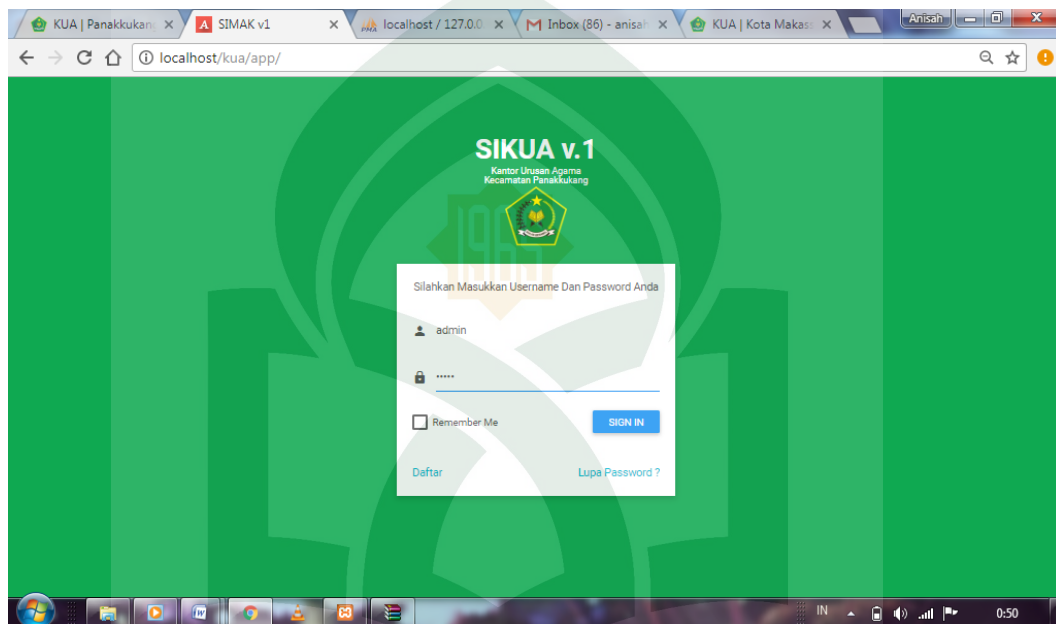 KUA | Panakkukan
SIMAK v1
localhost / 127.0.0
Inbox (86) - anisah
KUA | Kota Makass
Anisah
localhost/kua/app/
SIKUA v.1
Kantor Urusan Agama
Kecamatan Panakkukang
1965
Silahkan Masukkan Username Dan Password Anda
admin
•••••
Remember Me
SIGN IN
Daftar
Lupa Password ?
IN
0:50